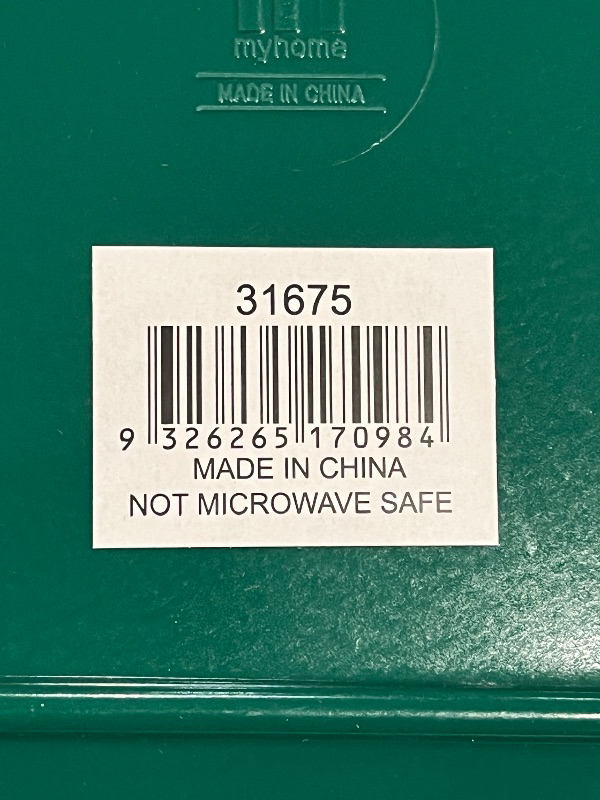 myhome
MADE IN CHINA
31675
9 326265 170984
MADE IN CHINA
NOT MICROWAVE SAFE